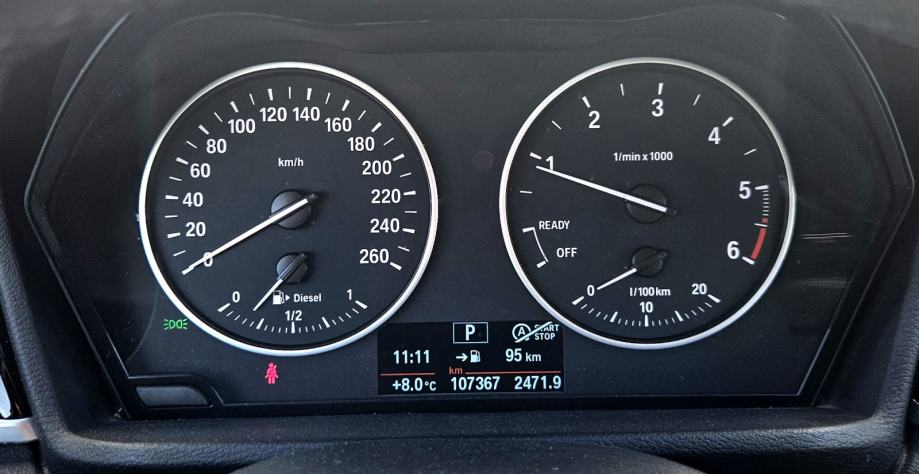 120 140
100 160
80 180
60 200
40 220
20 240
0 260
km/h
0 1/2 1
Diesel
1 2 3 4 5 6
1/min x 1000
READY
OFF
0 10 20
l/100 km
P
A START
STOP
11:11 95 km
km
+8.0°C 107367 2471.9